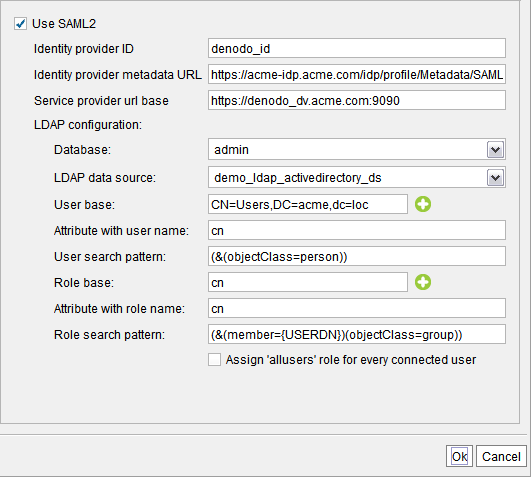 Use SAML2
Identity provider ID denodo_id
Identity provider metadata URL https://acme-idp.acme.com/idp/profile/Metadata/SAML
Service provider url base https://denodo_dv.acme.com:9090
LDAP configuration:
Database: admin
LDAP data source: demo_ldap_activedirectory_ds
User base: CN=Users,DC=acme,dc=loc
Attribute with user name: cn
User search pattern: (&(objectClass=person))
Role base: cn
Attribute with role name: cn
Role search pattern: (&(member={USERDN})(objectClass=group))
Assign 'allusers' role for every connected user
Ok Cancel